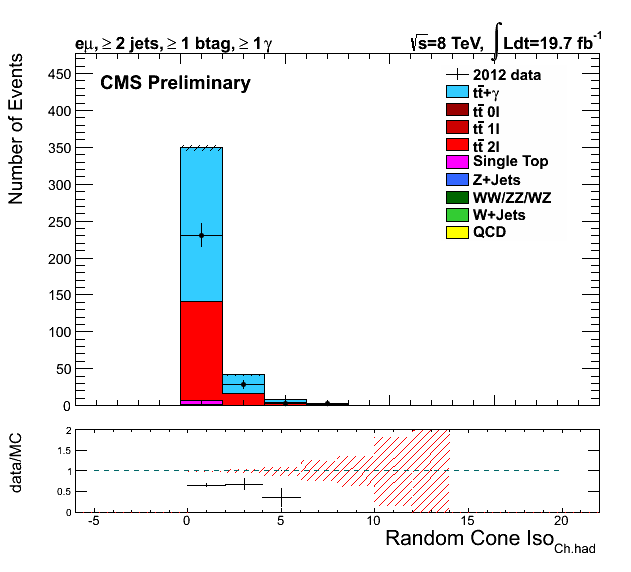 eμ, ≥ 2 jets, ≥ 1 btag, ≥ 1 γ
√s=8 TeV, ∫ Ldt=19.7 fb⁻¹
Number of Events
CMS Preliminary
2012 data
tt̄+γ
tt̄ 0l
tt̄ 1l
tt̄ 2l
Single Top
Z+Jets
WW/ZZ/WZ
W+Jets
QCD
450
400
350
300
250
200
150
100
50
0
data/MC
2
1.5
1
0.5
0
-5 0 5 10 15 20
Random Cone Iso Ch.had